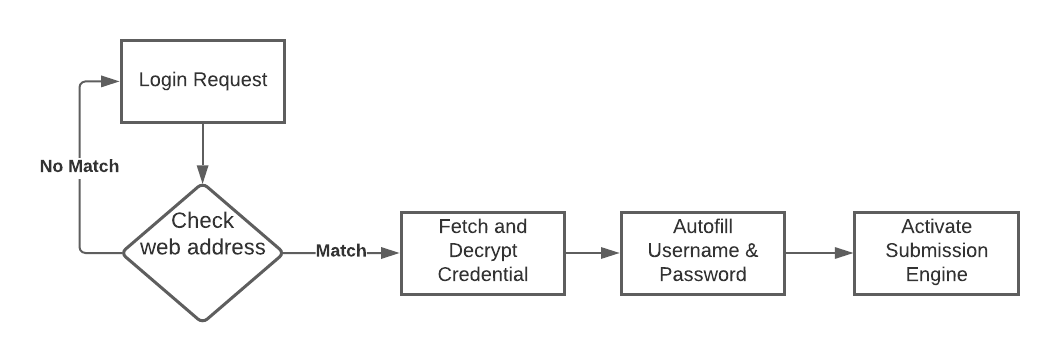 Login Request
No Match
Check
web address
Match
Fetch and
Decrypt
Credential
Autofill
Username &
Password
Activate
Submission
Engine